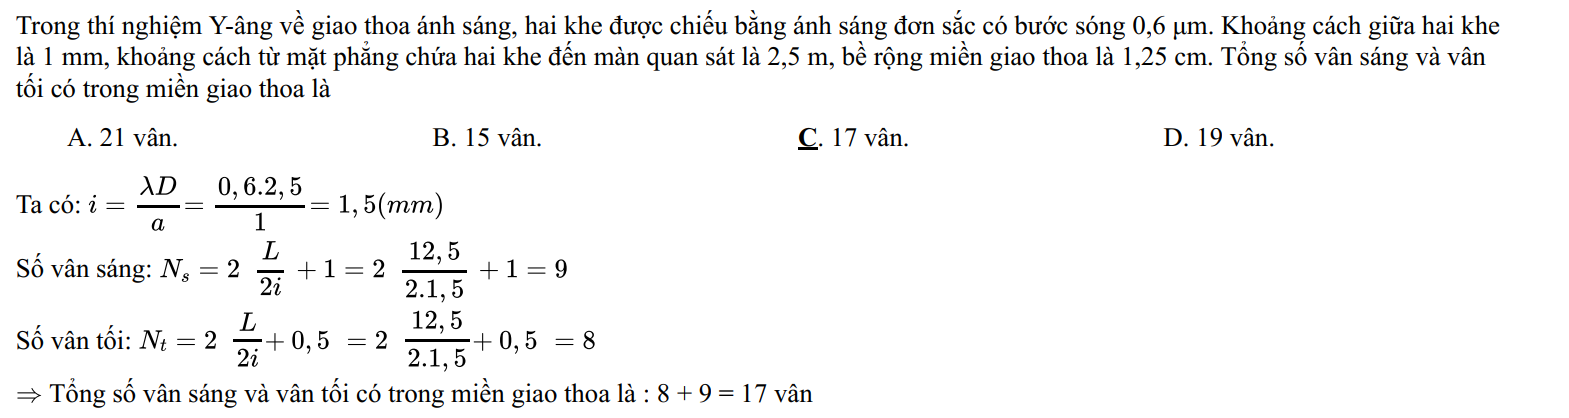 Trong thí nghiệm Y-âng về giao thoa ánh sáng, hai khe được chiếu bằng ánh sáng đơn sắc có bước sóng 0,6 μm. Khoảng cách giữa hai khe
là 1 mm, khoảng cách từ mặt phẳng chứa hai khe đến màn quan sát là 2,5 m, bề rộng miền giao thoa là 1,25 cm. Tổng số vân sáng và vân
tối có trong miền giao thoa là
A. 21 vân. B. 15 vân. C. 17 vân. D. 19 vân.
Ta có: $i = \frac{\lambda D}{a} = \frac{0,6.2,5}{1} = 1,5(mm)$
Số vân sáng: $N_s = 2 \frac{L}{2i} + 1 = 2 \frac{12,5}{2.1,5} + 1 = 9$
Số vân tối: $N_t = 2 \frac{L}{2i} + 0,5 = 2 \frac{12,5}{2.1,5} + 0,5 = 8$
⇒ Tổng số vân sáng và vân tối có trong miền giao thoa là : 8 + 9 = 17 vân